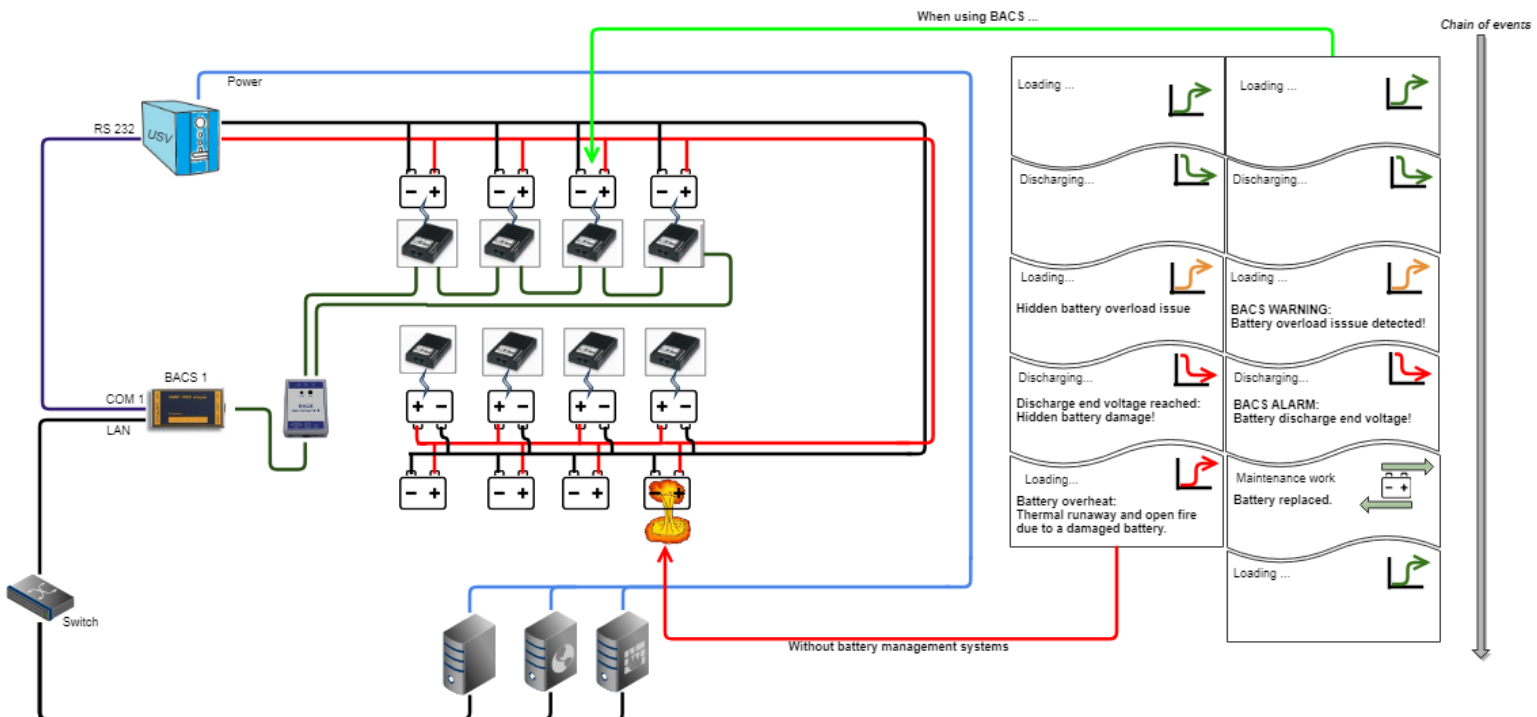 When using BACS ...
Chain of events
Power
RS 232
USV
BACS 1
COM 1
LAN
BACS
Switch
Without battery management systems
Loading ...
Discharging...
Loading...
Hidden battery overload issue
Discharging...
Discharge end voltage reached:
Hidden battery damage!
Loading...
Battery overheat:
Thermal runaway and open fire
due to a damaged battery.
Loading ...
Discharging...
Loading ...
BACS WARNING:
Battery overload isssue detected!
Discharging...
BACS ALARM:
Battery discharge end voltage!
Maintenance work
Battery replaced.
Loading ...